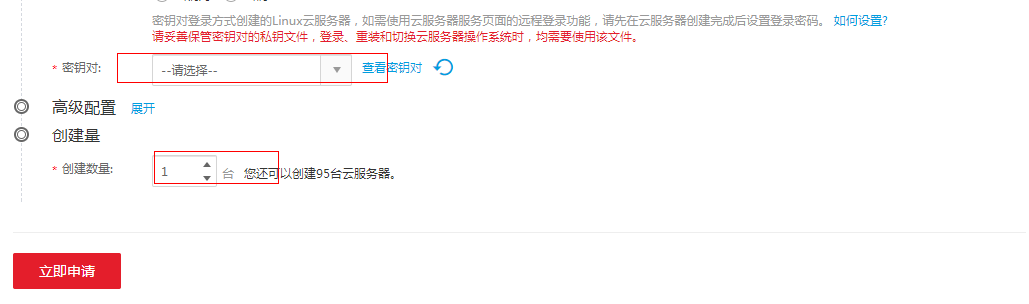 密钥对登录方式创建的Linux云服务器，如需使用云服务器服务页面的远程登录功能，请先在云服务器创建完成后设置登录密码。 如何设置?
请妥善保管密钥对的私钥文件，登录、重装和切换云服务器操作系统时，均需要使用该文件。
* 密钥对: --请选择-- 查看密钥对
高级配置 展开
创建量
* 创建数量: 1 台 您还可以创建95台云服务器。
立即申请